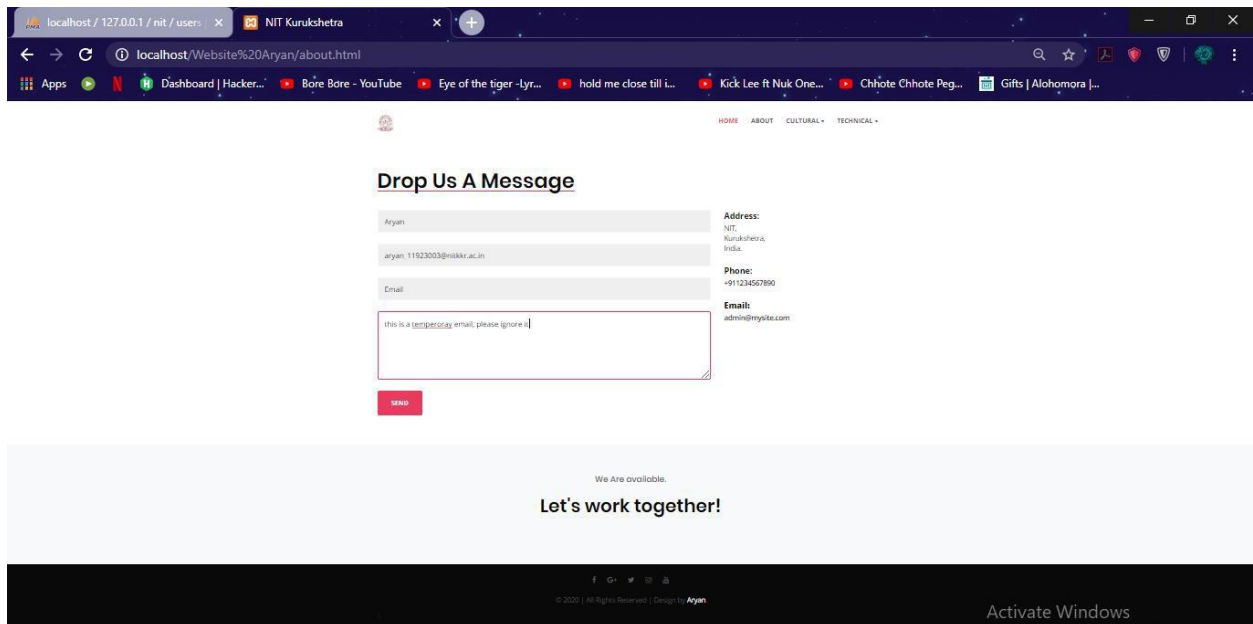 localhost / 127.0.0.1 / nit / users
NIT Kurukshetra
localhost/Website%20Aryan/about.html
Apps
Dashboard | Hacker...
Bore Bore - YouTube
Eye of the tiger -Lyr...
hold me close till i...
Kick Lee ft Nuk One...
Chhote Chhote Peg...
Gifts | Alohomora |...
HOME ABOUT CULTURAL TECHNICAL
Drop Us A Message
Aryan
aryan_11923003@nitkkr.ac.in
Email
this is a temperoray email, please ignore it
SEND
Address:
NIT,
Kurukshetra,
India.
Phone:
+911234567890
Email:
admin@mysite.com
We Are available.
Let's work together!
© 2020 | All Rights Reserved | Design by Aryan
Activate Windows